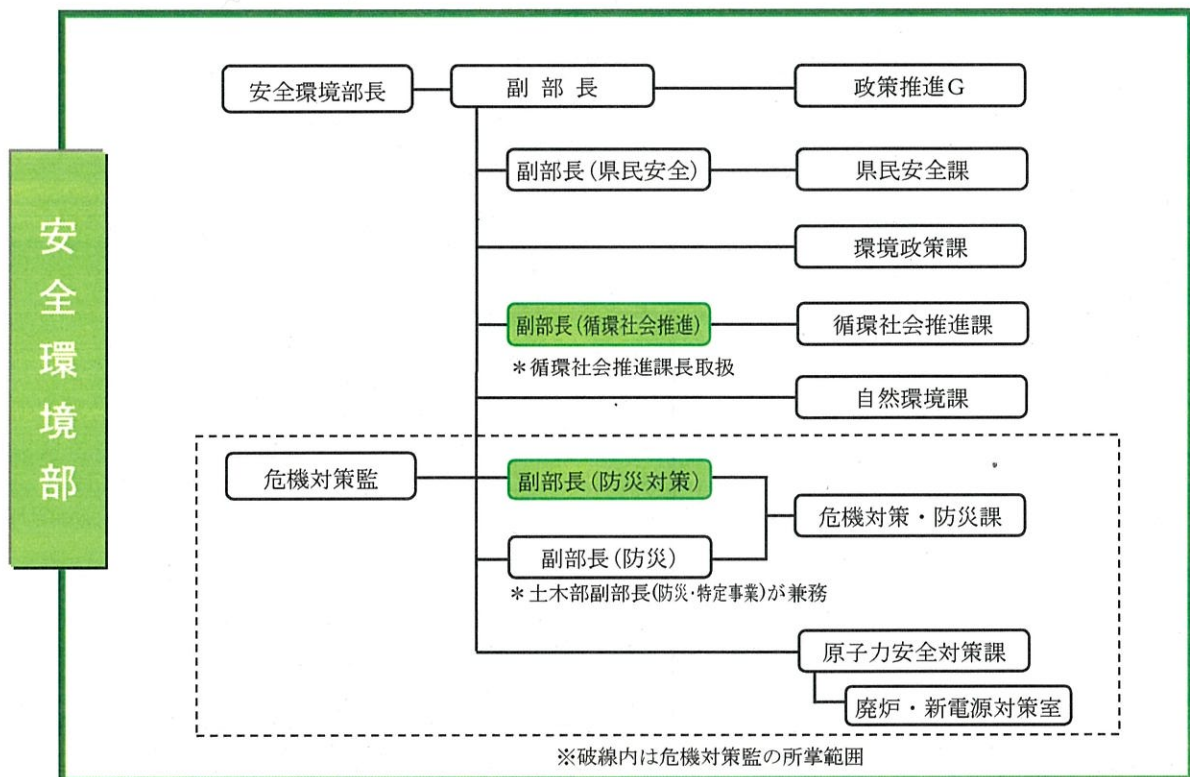 安全環境部
安全環境部長
副部長
政策推進G
副部長(県民安全)
県民安全課
環境政策課
副部長(循環社会推進)
循環社会推進課
＊循環社会推進課長取扱
自然環境課
危機対策監
副部長(防災対策)
危機対策・防災課
副部長(防災)
＊土木部副部長(防災・特定事業)が兼務
原子力安全対策課
廃炉・新電源対策室
※破線内は危機対策監の所掌範囲